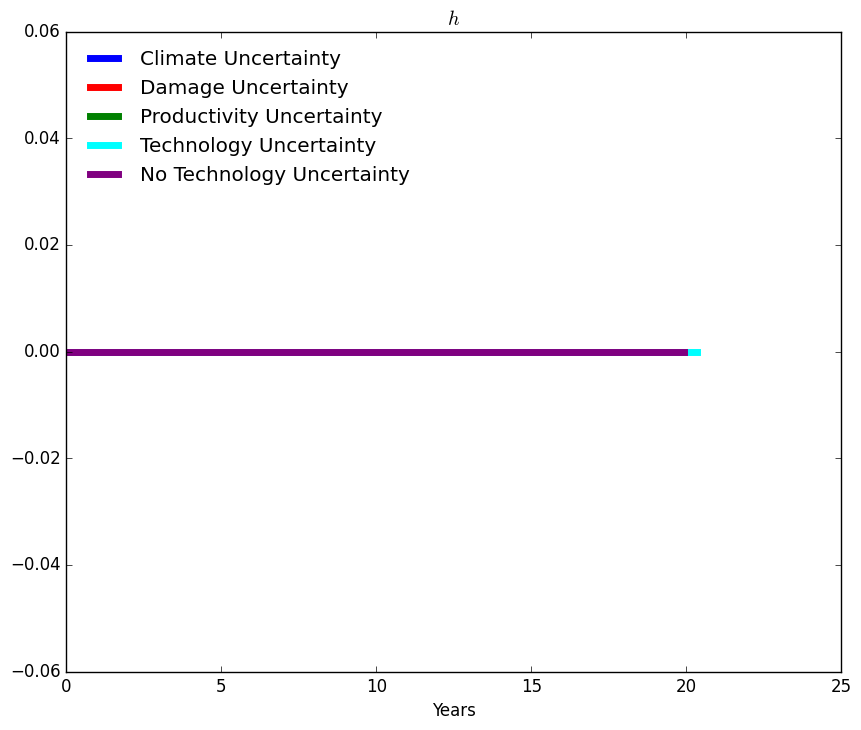 h
0.06
Climate Uncertainty
Damage Uncertainty
Productivity Uncertainty
Technology Uncertainty
No Technology Uncertainty
0.04
0.02
0.00
−0.02
−0.04
−0.06
0 5 10 15 20 25
Years